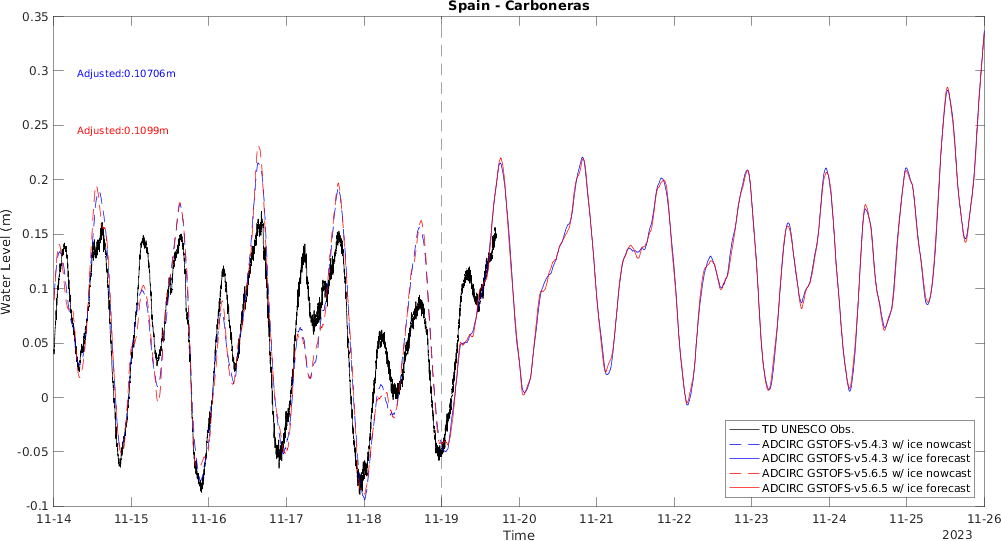 Spain - Carboneras
0.35
0.3
0.25
0.2
0.15
0.1
0.05
0
-0.05
-0.1
Water Level (m)
Adjusted:0.10706m
Adjusted:0.1099m
TD UNESCO Obs.
ADCIRC GSTOFS-v5.4.3 w/ ice nowcast
ADCIRC GSTOFS-v5.4.3 w/ ice forecast
ADCIRC GSTOFS-v5.6.5 w/ ice nowcast
ADCIRC GSTOFS-v5.6.5 w/ ice forecast
11-14 11-15 11-16 11-17 11-18 11-19 11-20 11-21 11-22 11-23 11-24 11-25 11-26
Time
2023